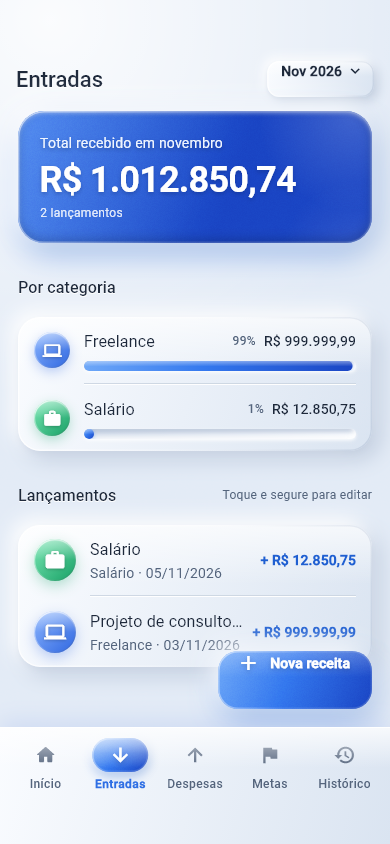 Entradas
Nov 2026
Total recebido em novembro
R$ 1.012.850,74
2 lançamentos
Por categoria
Freelance 99% R$ 999.999,99
Salário 1% R$ 12.850,75
Lançamentos Toque e segure para editar
Salário
Salário · 05/11/2026
+ R$ 12.850,75
Projeto de consulto…
Freelance · 03/11/2026
+ R$ 999.999,99
Nova receita
Início Entradas Despesas Metas Histórico